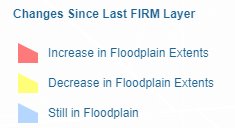 Changes Since Last FIRM Layer
Increase in Floodplain Extents
Decrease in Floodplain Extents
Still in Floodplain